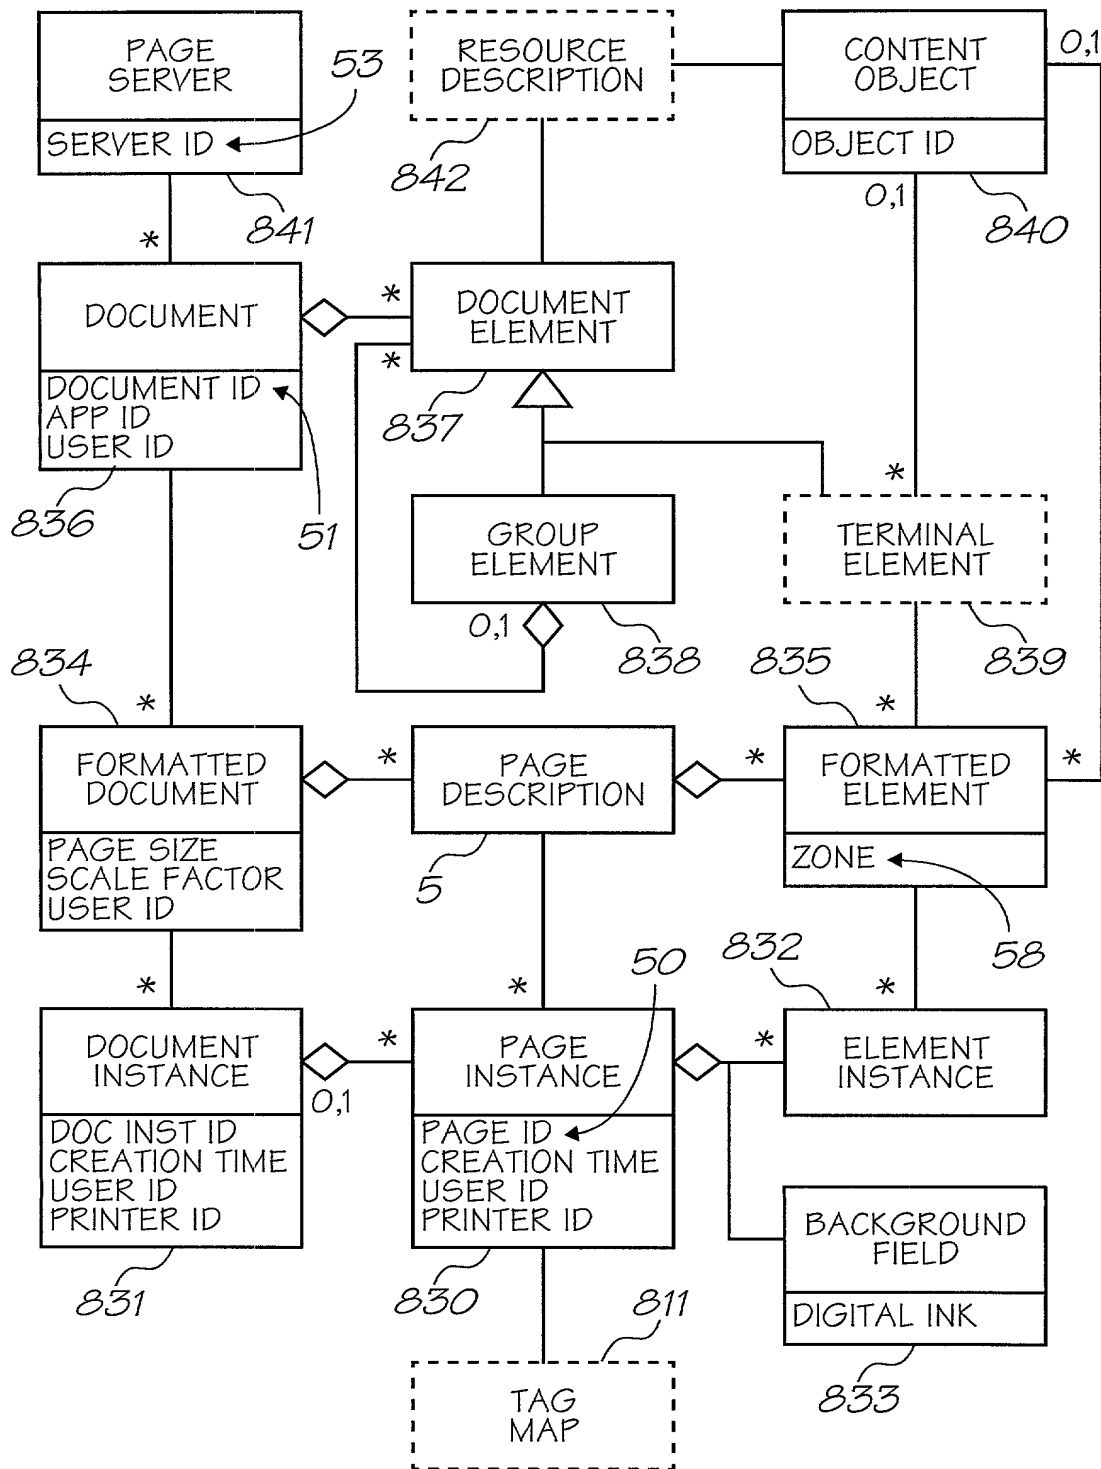 PAGE
SERVER
SERVER ID
53
841
RESOURCE
DESCRIPTION
842
CONTENT
OBJECT
OBJECT ID
0,1
0,1
840
*
DOCUMENT
DOCUMENT ID
APP ID
USER ID
836
51
*
*
DOCUMENT
ELEMENT
837
GROUP
ELEMENT
0,1
838
*
TERMINAL
ELEMENT
839
834
*
FORMATTED
DOCUMENT
PAGE SIZE
SCALE FACTOR
USER ID
*
PAGE
DESCRIPTION
5
835
*
*
*
FORMATTED
ELEMENT
ZONE
58
*
DOCUMENT
INSTANCE
0,1
DOC INST ID
CREATION TIME
USER ID
PRINTER ID
831
*
*
50
PAGE
INSTANCE
PAGE ID
CREATION TIME
USER ID
PRINTER ID
830
832
*
*
ELEMENT
INSTANCE
BACKGROUND
FIELD
DIGITAL INK
833
811
TAG
MAP